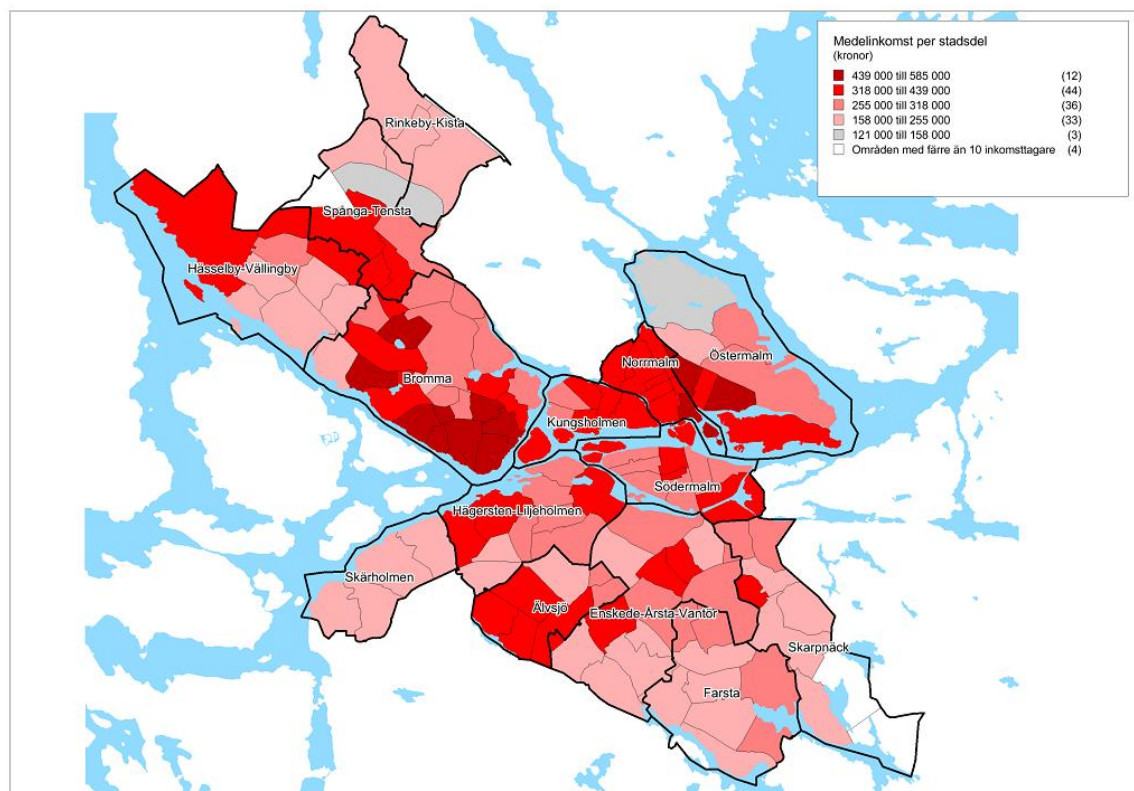 Medelinkomst per stadsdel
(kronor)
439 000 till 585 000 (12)
318 000 till 439 000 (44)
255 000 till 318 000 (36)
158 000 till 255 000 (33)
121 000 till 158 000 (3)
Områden med färre än 10 inkomsttagare (4)
Rinkeby-Kista
Spånga-Tensta
Hässelby-Vällingby
Bromma
Norrmalm
Östermalm
Kungsholmen
Södermalm
Hägersten-Liljeholmen
Skärholmen
Älvsjö
Enskede-Årsta-Vantör
Skarpnäck
Farsta